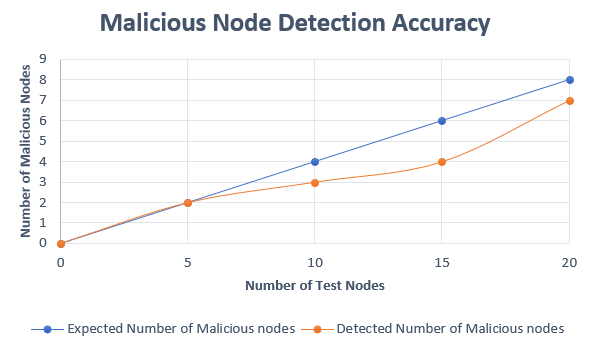 Malicious Node Detection Accuracy
Number of Malicious Nodes
9
8
7
6
5
4
3
2
1
0
0 5 10 15 20
Number of Test Nodes
Expected Number of Malicious nodes Detected Number of Malicious nodes